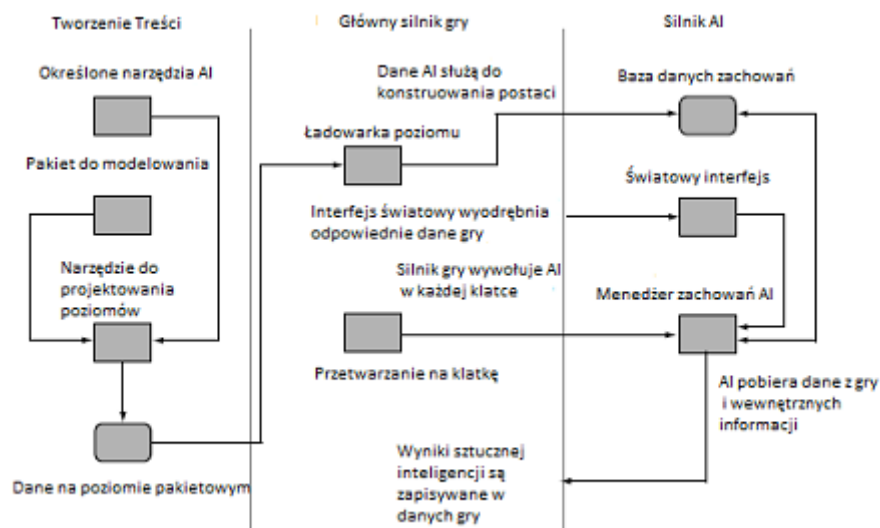 Tworzenie Treści
Główny silnik gry
Silnik AI
Określone narzędzia AI
Dane AI służą do
konstruowania postaci
Baza danych zachowań
Ładowarka poziomu
Pakiet do modelowania
Światowy interfejs
Interfejs światowy wyodrębnia
odpowiednie dane gry
Narzędzie do
projektowania
poziomów
Silnik gry wywołuje AI
w każdej klatce
Menedżer zachowań AI
Przetwarzanie na klatkę
AI pobiera dane z gry
i wewnętrznych
informacji
Wyniki sztucznej
inteligencji są
zapisywane w
danych gry
Dane na poziomie pakietowym